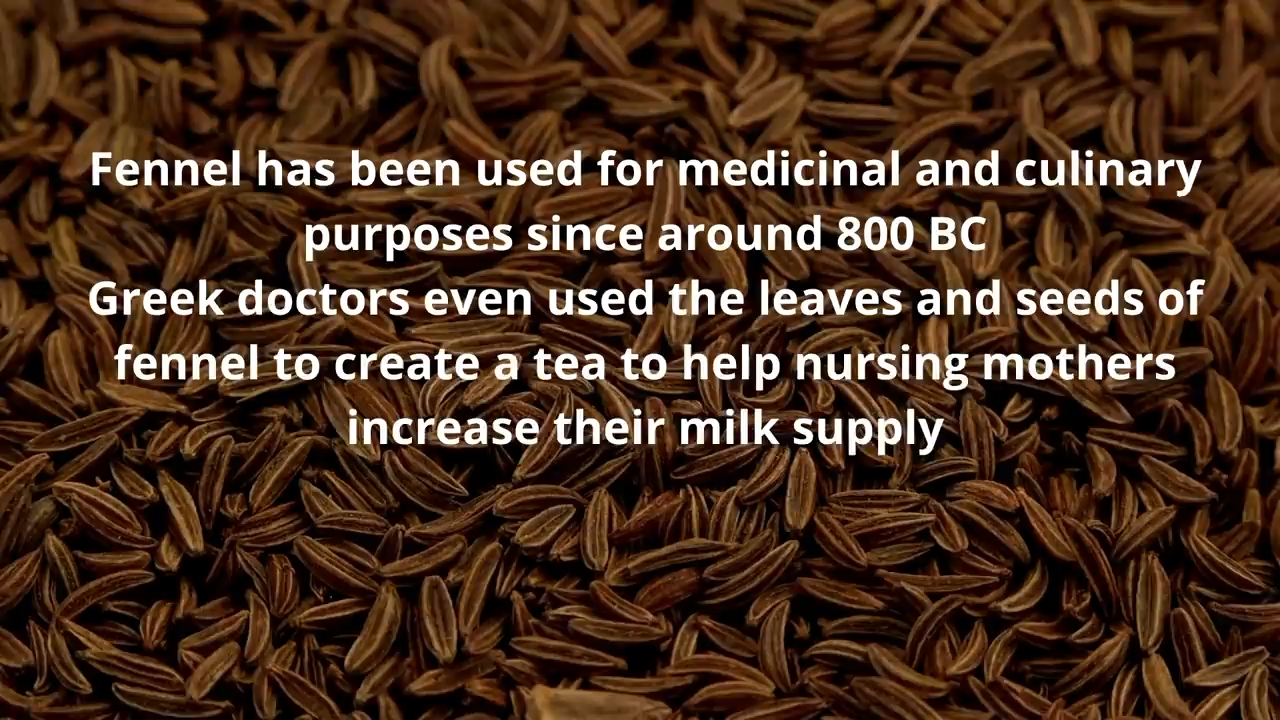 Fennel has been used for medicinal and culinary
purposes since around 800 BC
Greek doctors even used the leaves and seeds of
fennel to create a tea to help nursing mothers
increase their milk supply